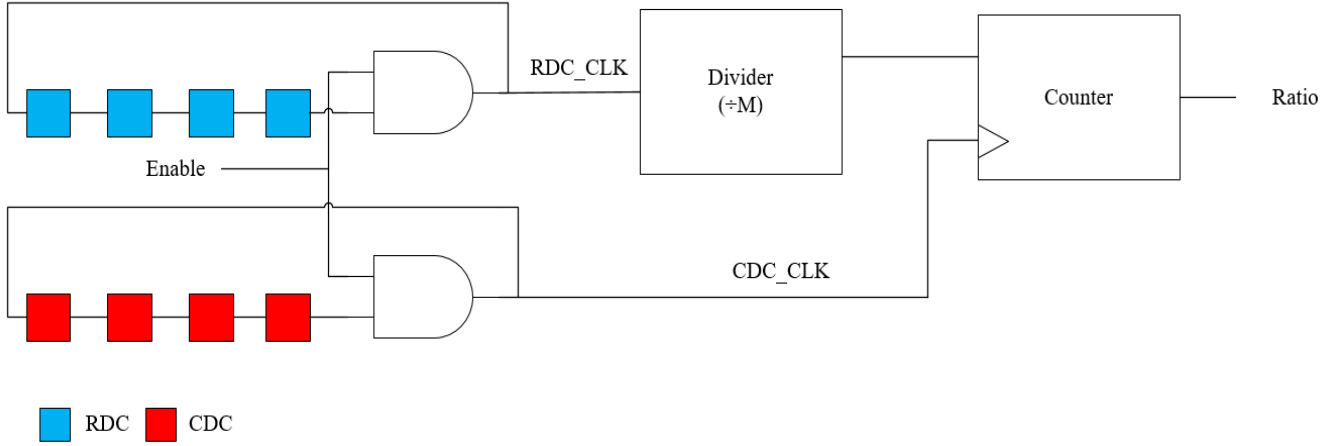 RDC_CLK
Divider
(÷M)
Counter
Ratio
Enable
CDC_CLK
RDC
CDC